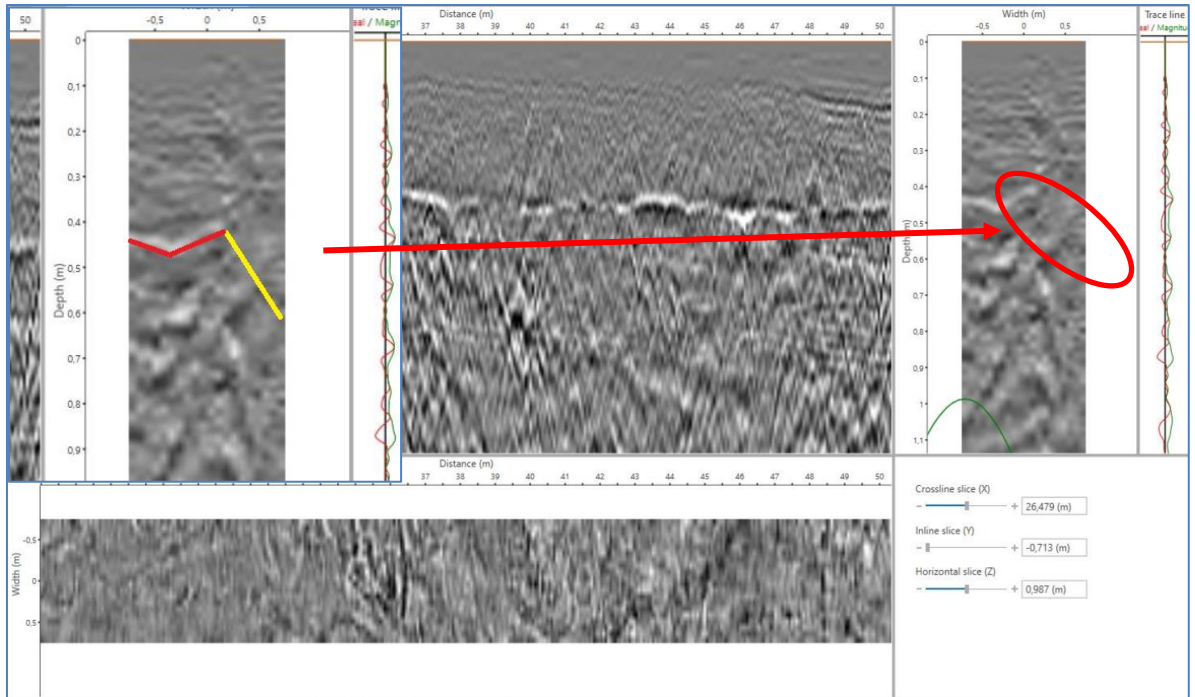 50
Width (m)
-0,5 0 0,5
Trace line
Real / Magn
0
0,1
0,2
0,3
0,4
0,5
0,6
0,7
0,8
0,9
Depth (m)
Distance (m)
37 38 39 40 41 42 43 44 45 46 47 48 49 50
Width (m)
-0.5 0 0,5
Trace line
Magnitu
0
0,1
0,2
0,3
0,4
0,5
0,6
0,7
0,8
0,9
1
1,1
Depth (m)
Distance (m)
37 38 39 40 41 42 43 44 45 46 47 48 49 50
Width (m)
-0.5
0
0.5
Crossline slice (X)
- + 26,479 (m)
Inline slice (Y)
- + -0,713 (m)
Horizontal slice (Z)
- + 0,987 (m)